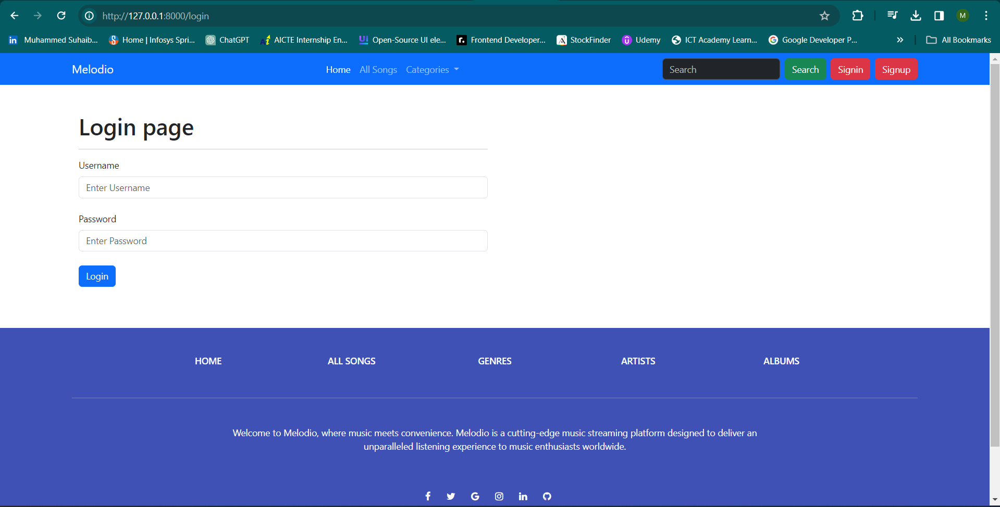 http://127.0.0.1:8000/login
M
Muhammed Suhaib...
Home | Infosys Spri...
ChatGPT
AICTE Internship En...
Open-Source UI ele...
Frontend Developer...
StockFinder
Udemy
ICT Academy Learn...
Google Developer P...
All Bookmarks
Melodio
Home
All Songs
Categories
Search
Search
Signin
Signup
Login page
Username
Enter Username
Password
Enter Password
Login
HOME
ALL SONGS
GENRES
ARTISTS
ALBUMS
Welcome to Melodio, where music meets convenience. Melodio is a cutting-edge music streaming platform designed to deliver an
unparalleled listening experience to music enthusiasts worldwide.